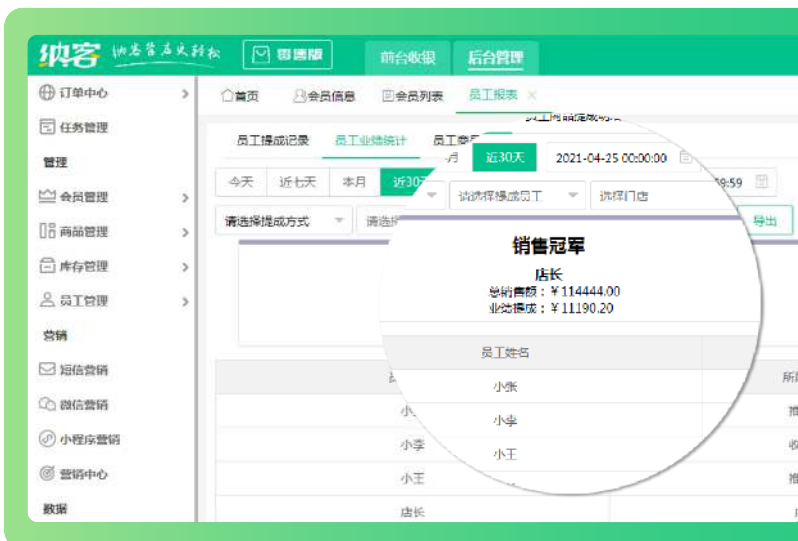 纳客 纳客管店更轻松 前台收银 后台管理
订单中心
首页 会员信息 会员列表 员工报表 ×
任务管理
员工提成记录 员工业绩统计
管理
近30天 2021-04-25 00:00:00
今天 近七天 本月 近30 59:59
会员管理
请选择提成员工 选择门店
请选择提成方式 导出
商品管理
销售冠军
库存管理
店长
总销售额：￥114444.00
员工管理
业绩提成：￥11190.20
营销
员工姓名
短信营销
小张
微信营销
小李
小李
小程序营销
小王
小王
营销中心
店长
数据